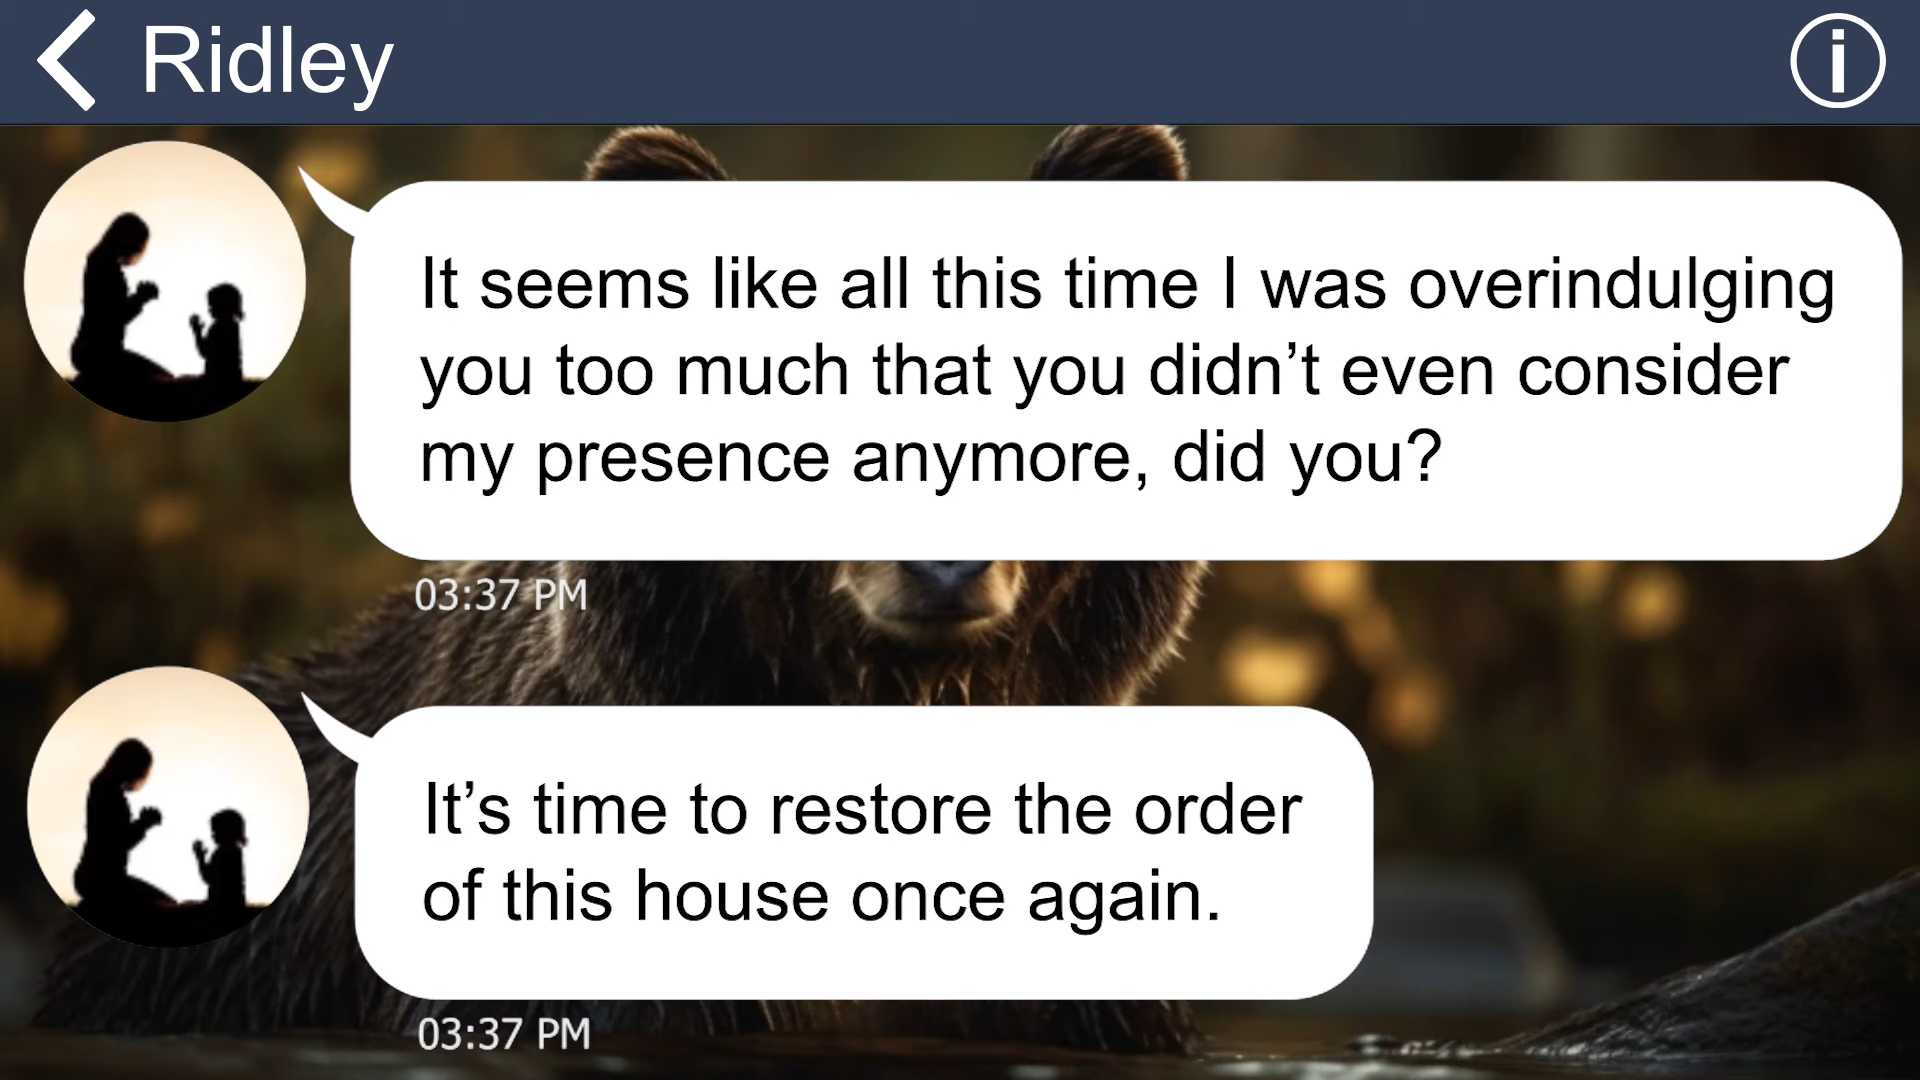 Ridley
It seems like all this time I was overindulging
you too much that you didn’t even consider
my presence anymore, did you?
03:37 PM
It’s time to restore the order
of this house once again.
03:37 PM